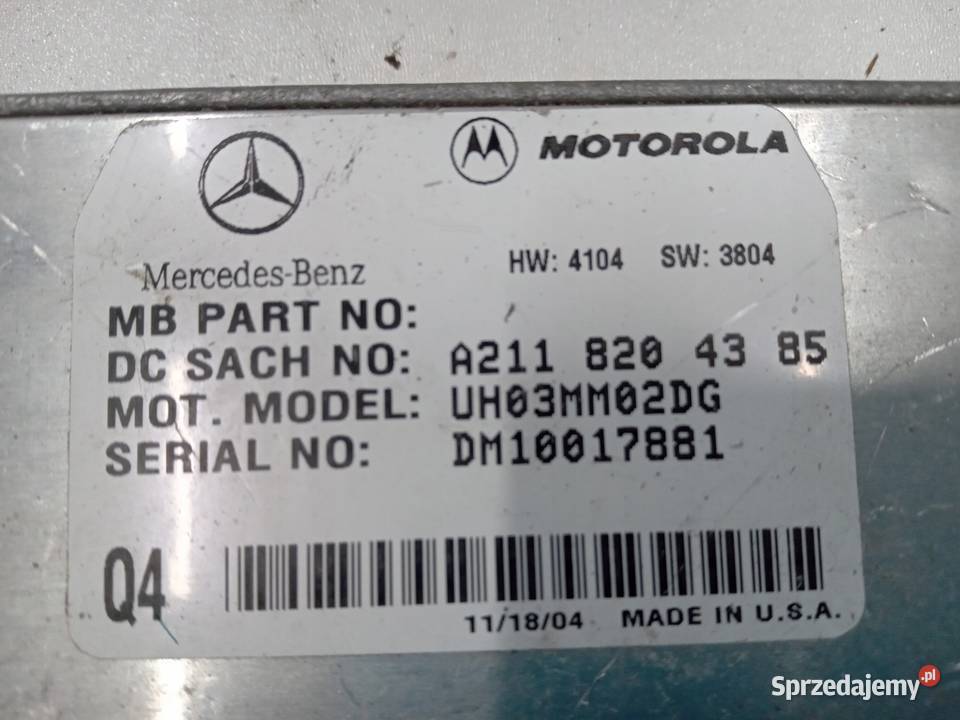 MOTOROLA
Mercedes-Benz
HW: 4104 SW: 3804
MB PART NO:
DC SACH NO: A211 820 43 85
MOT. MODEL: UH03MM02DG
SERIAL NO: DM10017881
Q4
11/18/04 MADE IN U.S.A.
Sprzedajemy.pl